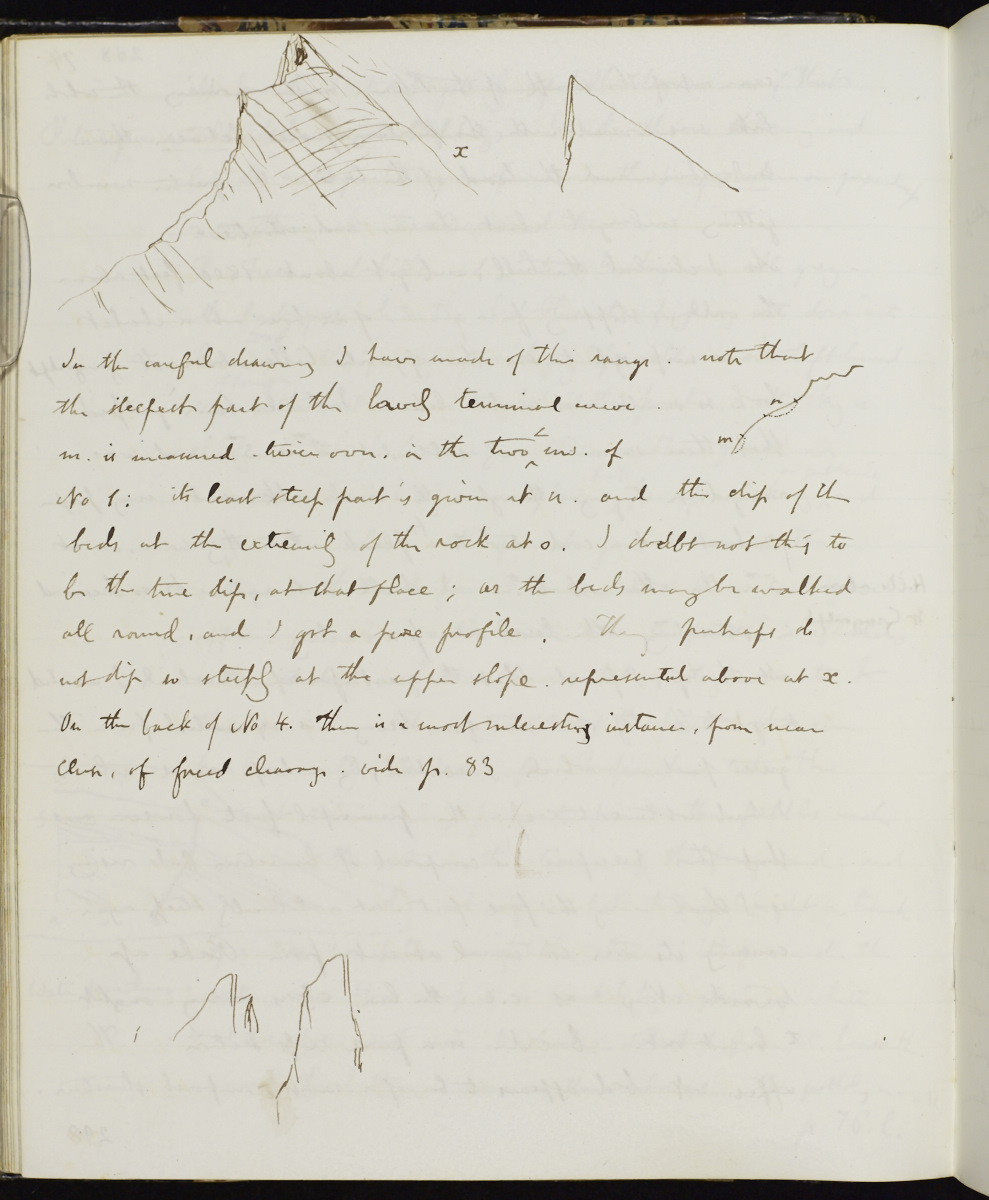 x
In the careful drawing I have made of this range. note that
the steepest part of the lovely terminal curve.
n
m. is measured twice over. in the two of
m
No 1: its least steep part is given at n. and the dip of the
beds at the extremity of the rock at o. I doubt not this to
be the true dip, at that place; as the beds may be walked
all round, and I got a pure profile. They perhaps do
not dip so steeply at the upper slope. represented above at x.
On the back of No 4. there is a most interesting instance, from near
Cluse, of fixed cleavage. vide p. 83